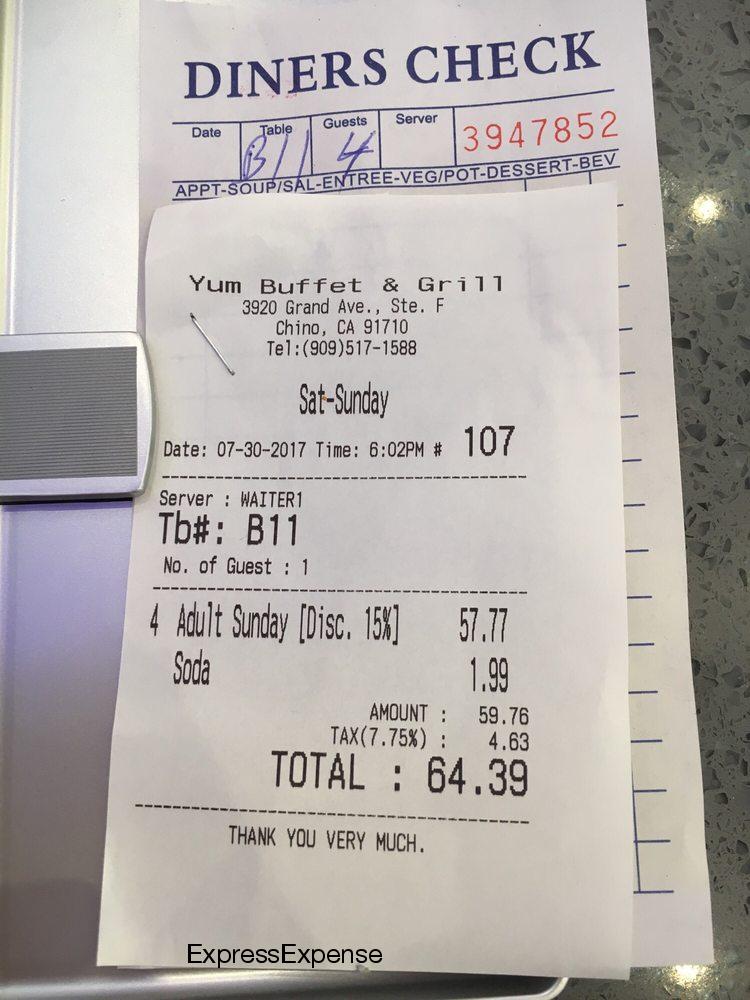 DINERS CHECK
Date Table Guests Server
B11 4 3947852
APPT-SOUP/SAL-ENTREE-VEG/POT-DESSERT-BEV
Yum Buffet & Grill
3920 Grand Ave., Ste. F
Chino, CA 91710
Tel:(909)517-1588
Sat-Sunday
Date: 07-30-2017 Time: 6:02PM # 107
Server : WAITER1
Tb#: B11
No. of Guest : 1
4 Adult Sunday [Disc. 15%] 57.77
Soda 1.99
AMOUNT : 59.76
TAX(7.75%) : 4.63
TOTAL : 64.39
THANK YOU VERY MUCH.
ExpressExpense